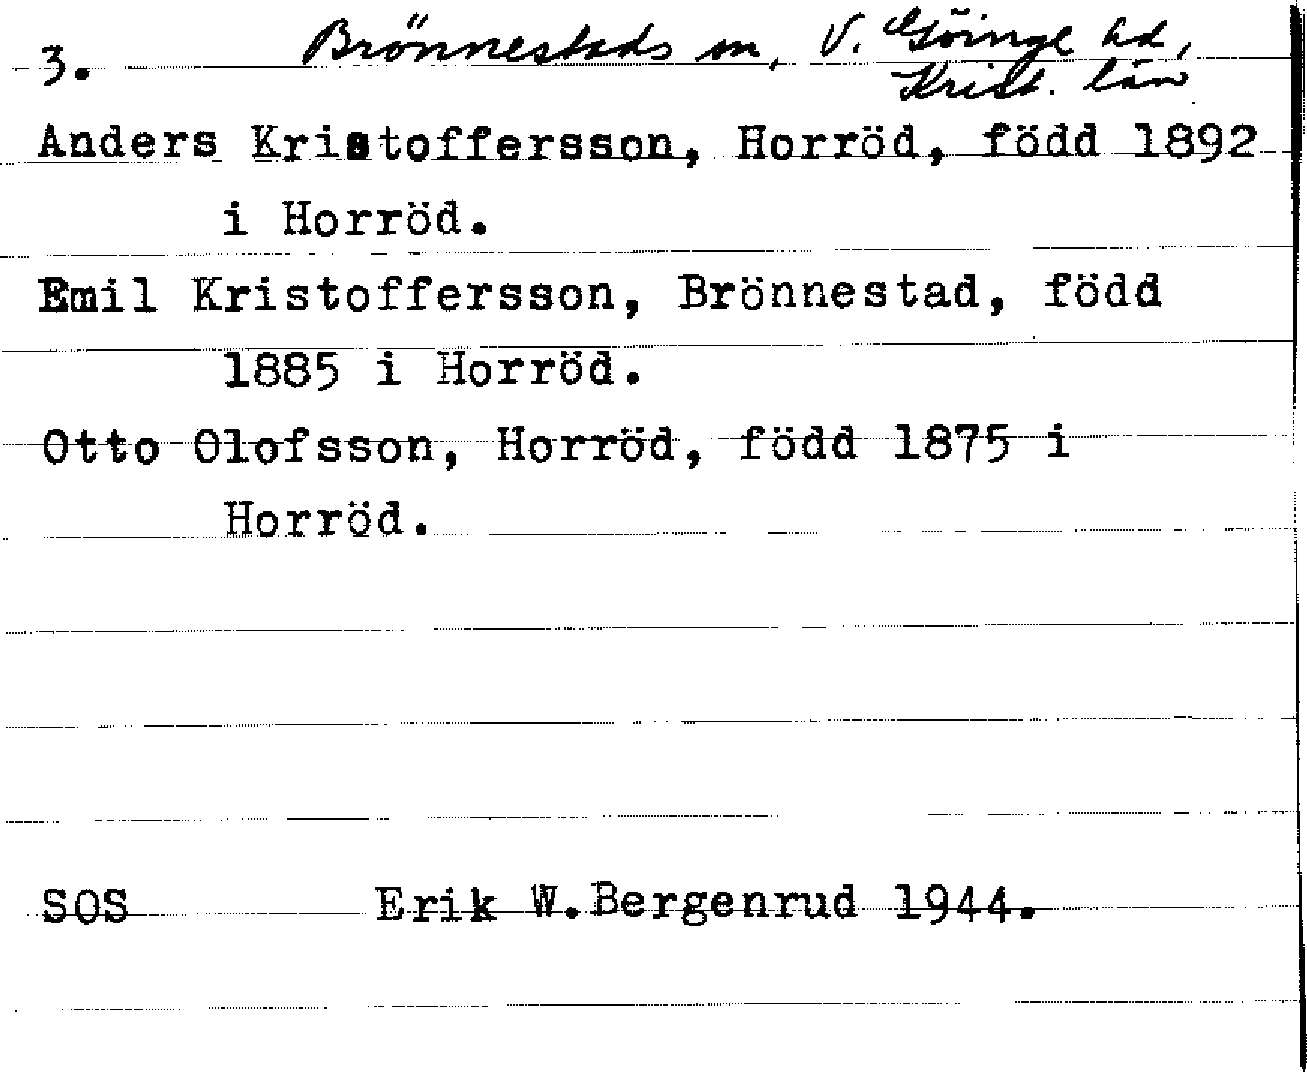 3. Brönnestads sn, V. Göinge hd,
Krist. län
Anders Kristoffersson, Horröd, född 1892
i Horröd.
Emil Kristoffersson, Brönnestad, född
1885 i Horröd.
Otto Olofsson, Horröd, född 1875 i
Horröd.
SOS Erik W.Bergenrud 1944.